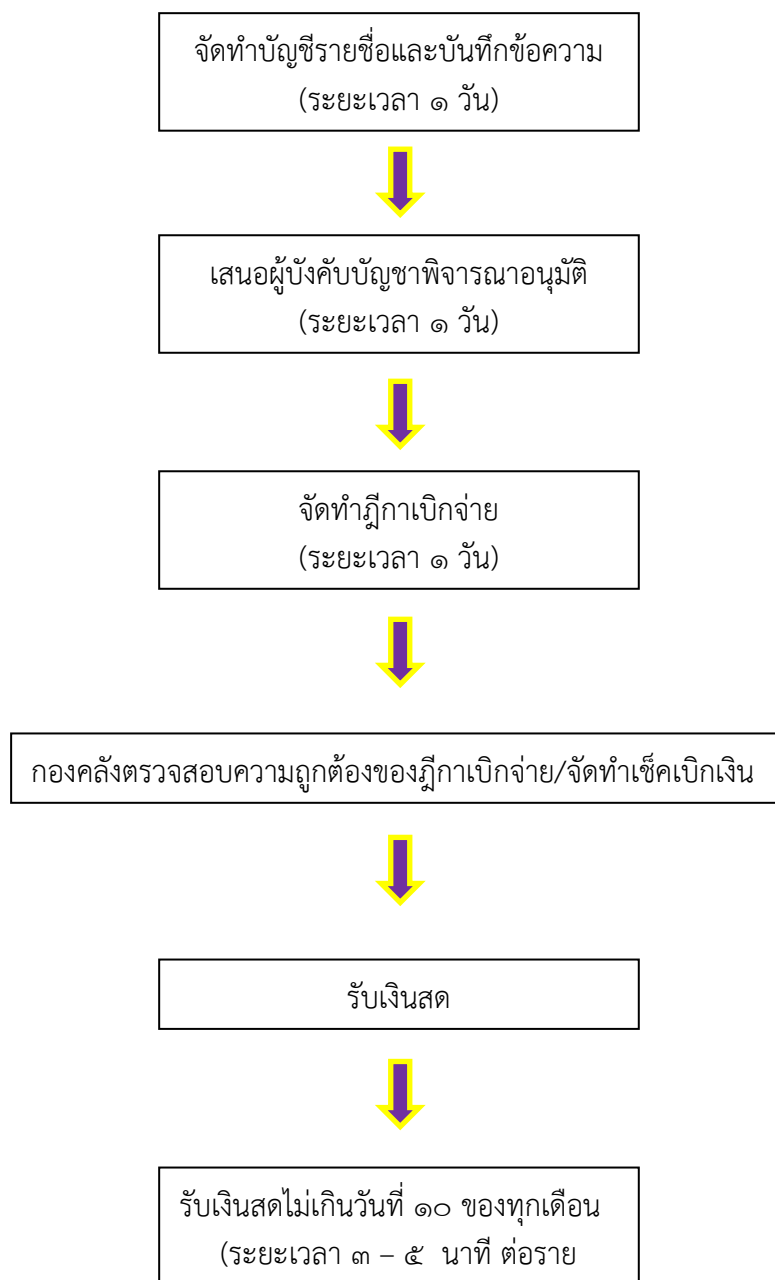 จัดทำบัญชีรายชื่อและบันทึกข้อความ
(ระยะเวลา ๑ วัน)
เสนอผู้บังคับบัญชาพิจารณาอนุมัติ
(ระยะเวลา ๑ วัน)
จัดทำฎีกาเบิกจ่าย
(ระยะเวลา ๑ วัน)
กองคลังตรวจสอบความถูกต้องของฎีกาเบิกจ่าย/จัดทำเช็คเบิกเงิน
รับเงินสด
รับเงินสดไม่เกินวันที่ ๑๐ ของทุกเดือน
(ระยะเวลา ๓ – ๕ นาที ต่อราย